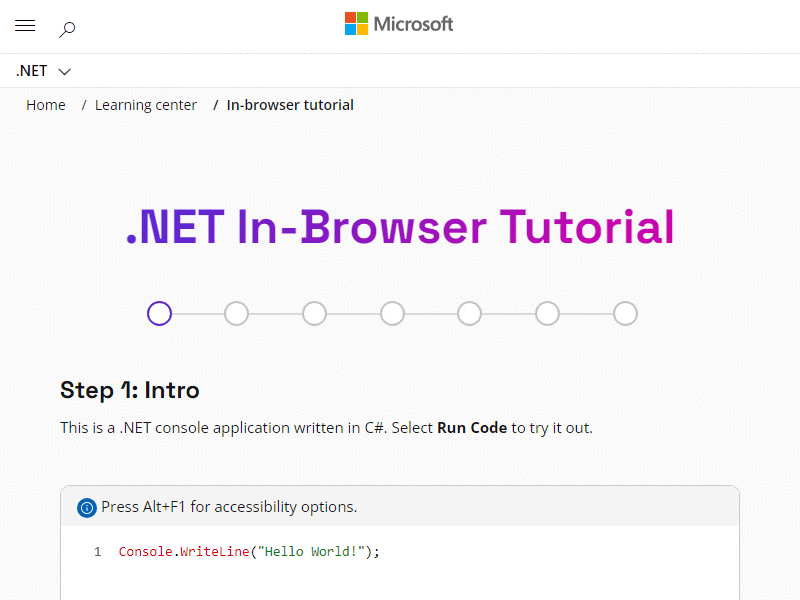 Microsoft
.NET
Home / Learning center / In-browser tutorial
.NET In-Browser Tutorial
Step 1: Intro
This is a .NET console application written in C#. Select Run Code to try it out.
Press Alt+F1 for accessibility options.
1 Console.WriteLine("Hello World!");